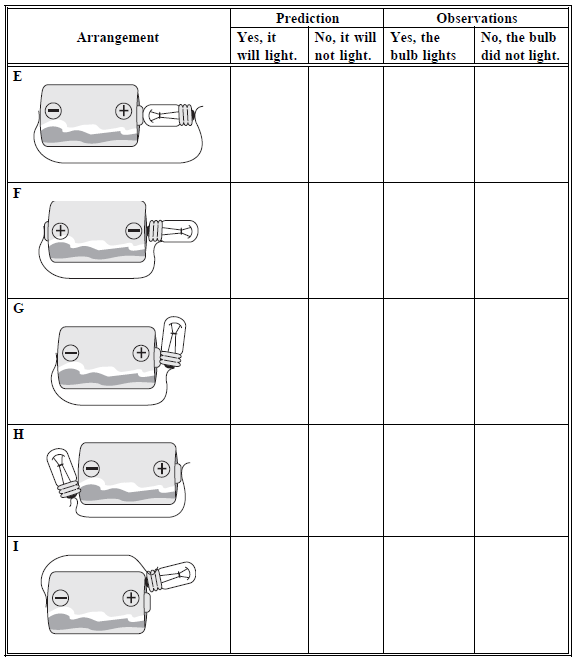 Arrangement
Prediction
Observations
Yes, it
will light.
No, it will
not light.
Yes, the
bulb lights
No, the bulb
did not light.
E
− +
F
+ −
G
− +
H
− +
I
− +